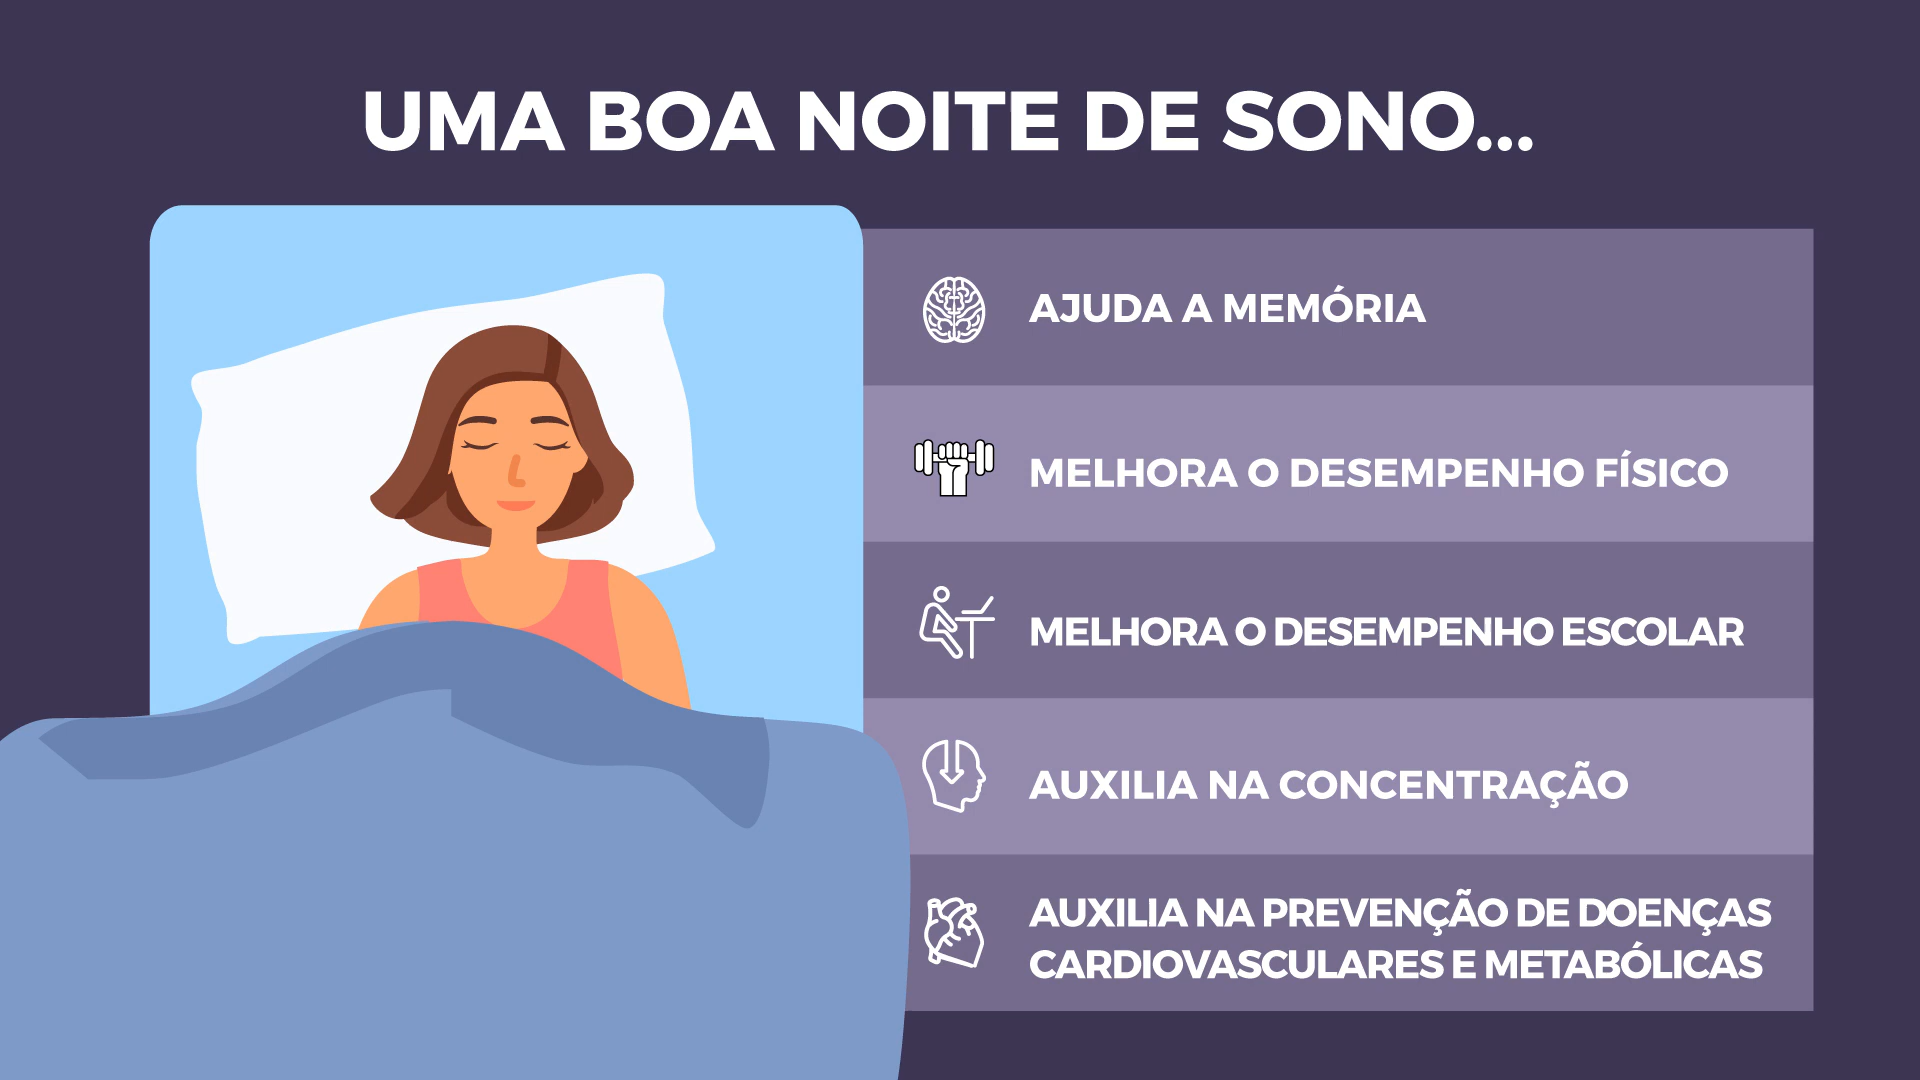 UMA BOA NOITE DE SONO...
AJUDA A MEMÓRIA
MELHORA O DESEMPENHO FÍSICO
MELHORA O DESEMPENHO ESCOLAR
AUXILIA NA CONCENTRAÇÃO
AUXILIA NA PREVENÇÃO DE DOENÇAS
CARDIOVASCULARES E METABÓLICAS